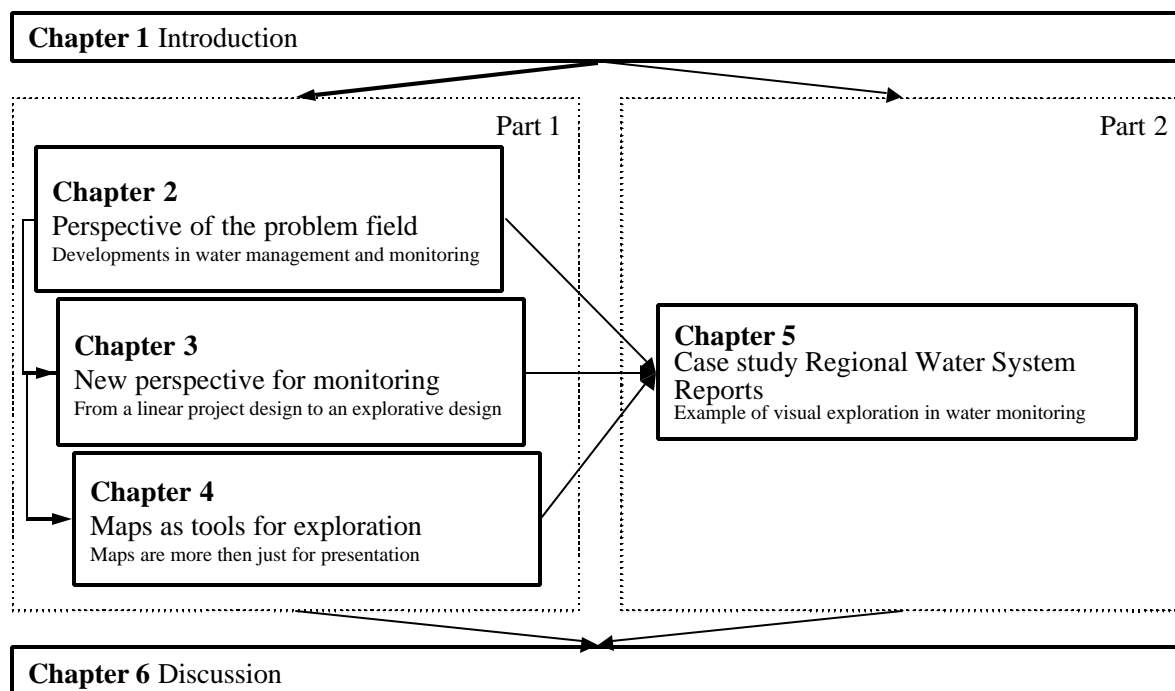 Chapter 1 Introduction
Part 1
Part 2
Chapter 2
Perspective of the problem field
Developments in water management and monitoring
Chapter 3
New perspective for monitoring
From a linear project design to an explorative design
Chapter 4
Maps as tools for exploration
Maps are more then just for presentation
Chapter 5
Case study Regional Water System
Reports
Example of visual exploration in water monitoring
Chapter 6 Discussion